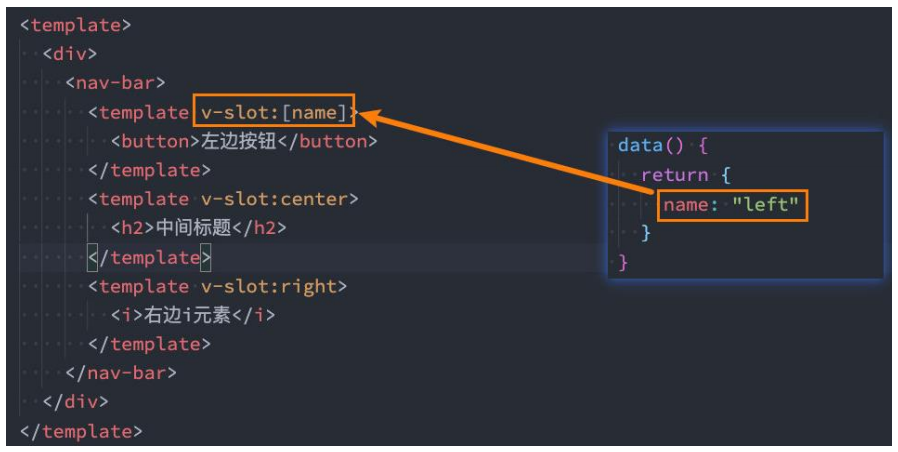 <template>
<div>
<nav-bar>
<template v-slot:[name]>
<button>左边按钮</button>
</template>
<template v-slot:center>
<h2>中间标题</h2>
</template>
<template v-slot:right>
<i>右边i元素</i>
</template>
</nav-bar>
</div>
</template>
data() {
return {
name: "left"
}
}